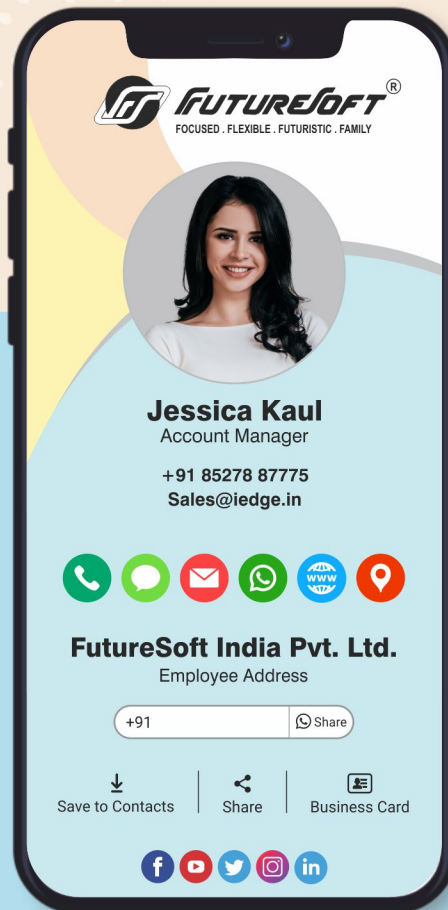 FUTURESOFT ®
FOCUSED . FLEXIBLE . FUTURISTIC . FAMILY
Jessica Kaul
Account Manager
+91 85278 87775
Sales@iedge.in
www
FutureSoft India Pvt. Ltd.
Employee Address
+91 Share
Save to Contacts Share Business Card
f in